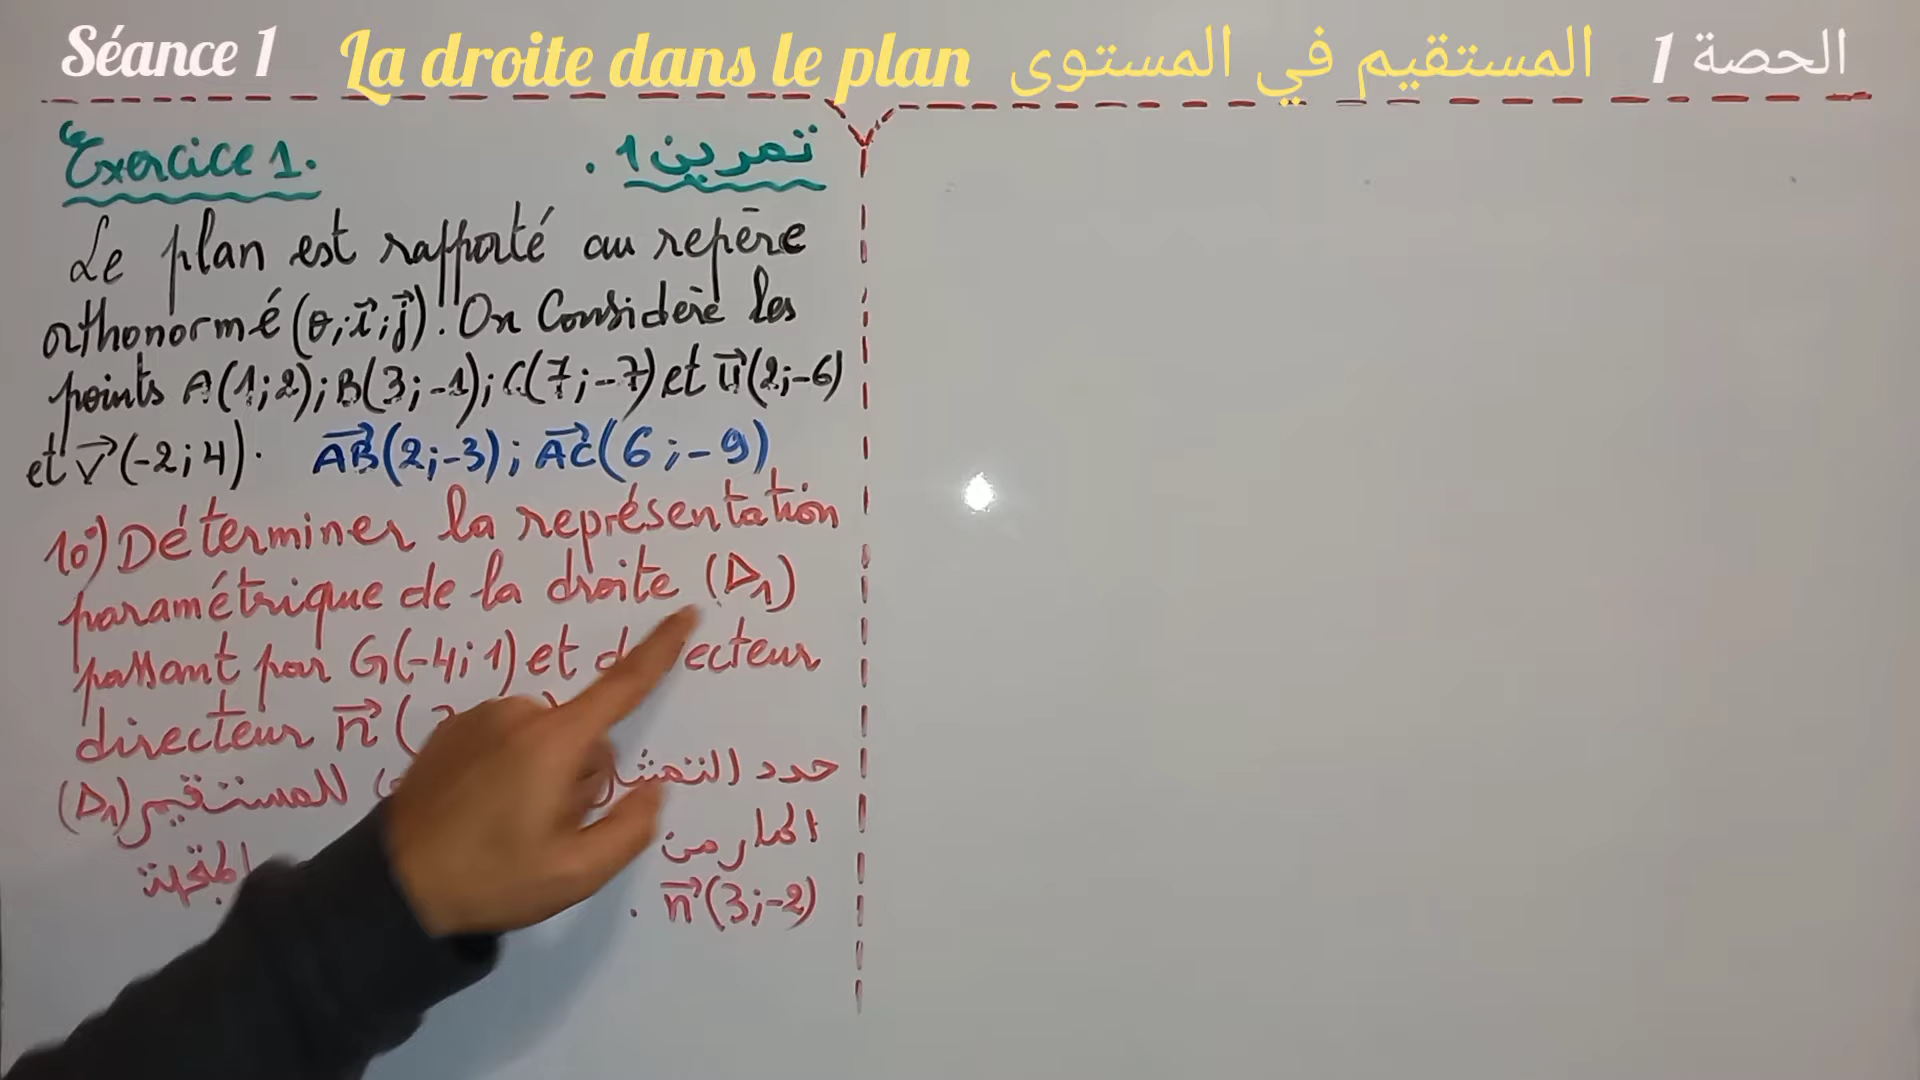 Séance 1 La droite dans le plan المستقيم في المستوى الحصة 1
Exercice 1. تمرين 1.
Le plan est rapporté au repère
orthonormé (o;i⃗;j⃗). On Considère les
points A(1;2); B(3;-1); C(7;-7) et u⃗(2;-6)
et v⃗(-2;4). AB⃗(2;-3); AC⃗(6;-9)
10°) Déterminer la représentation
paramétrique de la droite (D₁)
passant par G(-4;1) et de vecteur
directeur n⃗(3
حدد التمثيل للمستقيم (D₁)
المار من المتجهة
n⃗(3;-2).